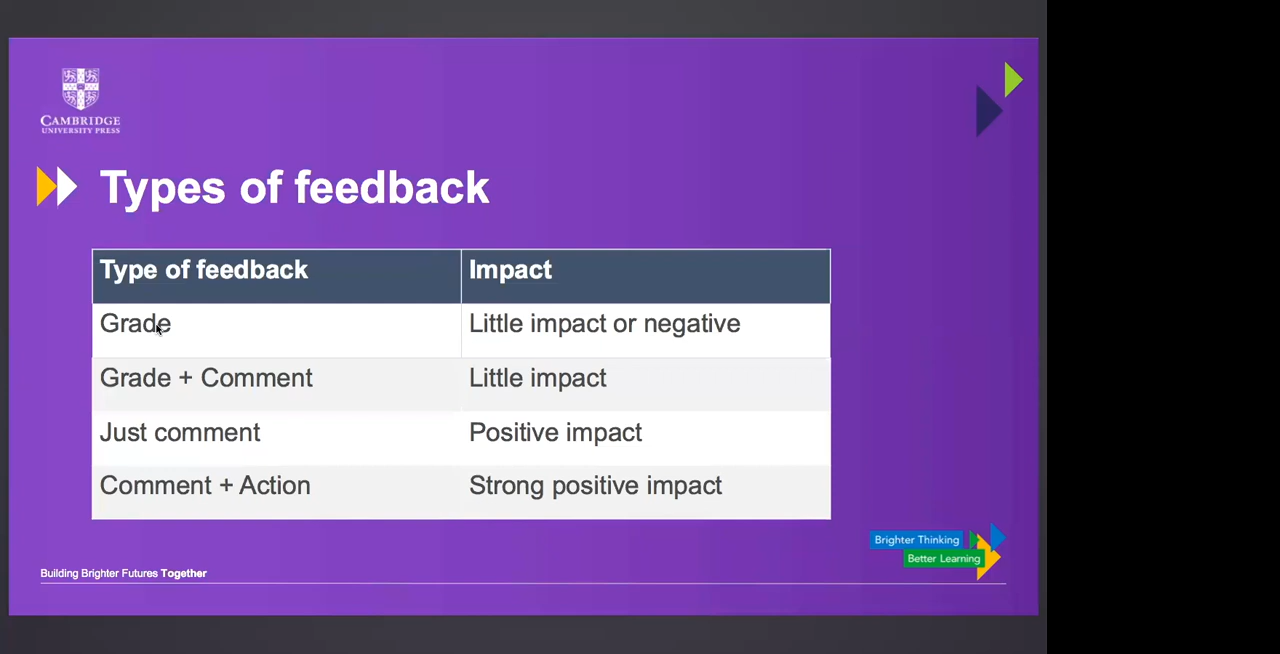 CAMBRIDGE
UNIVERSITY PRESS
Types of feedback
Type of feedback Impact
Grade Little impact or negative
Grade + Comment Little impact
Just comment Positive impact
Comment + Action Strong positive impact
Brighter Thinking
Better Learning
Building Brighter Futures Together